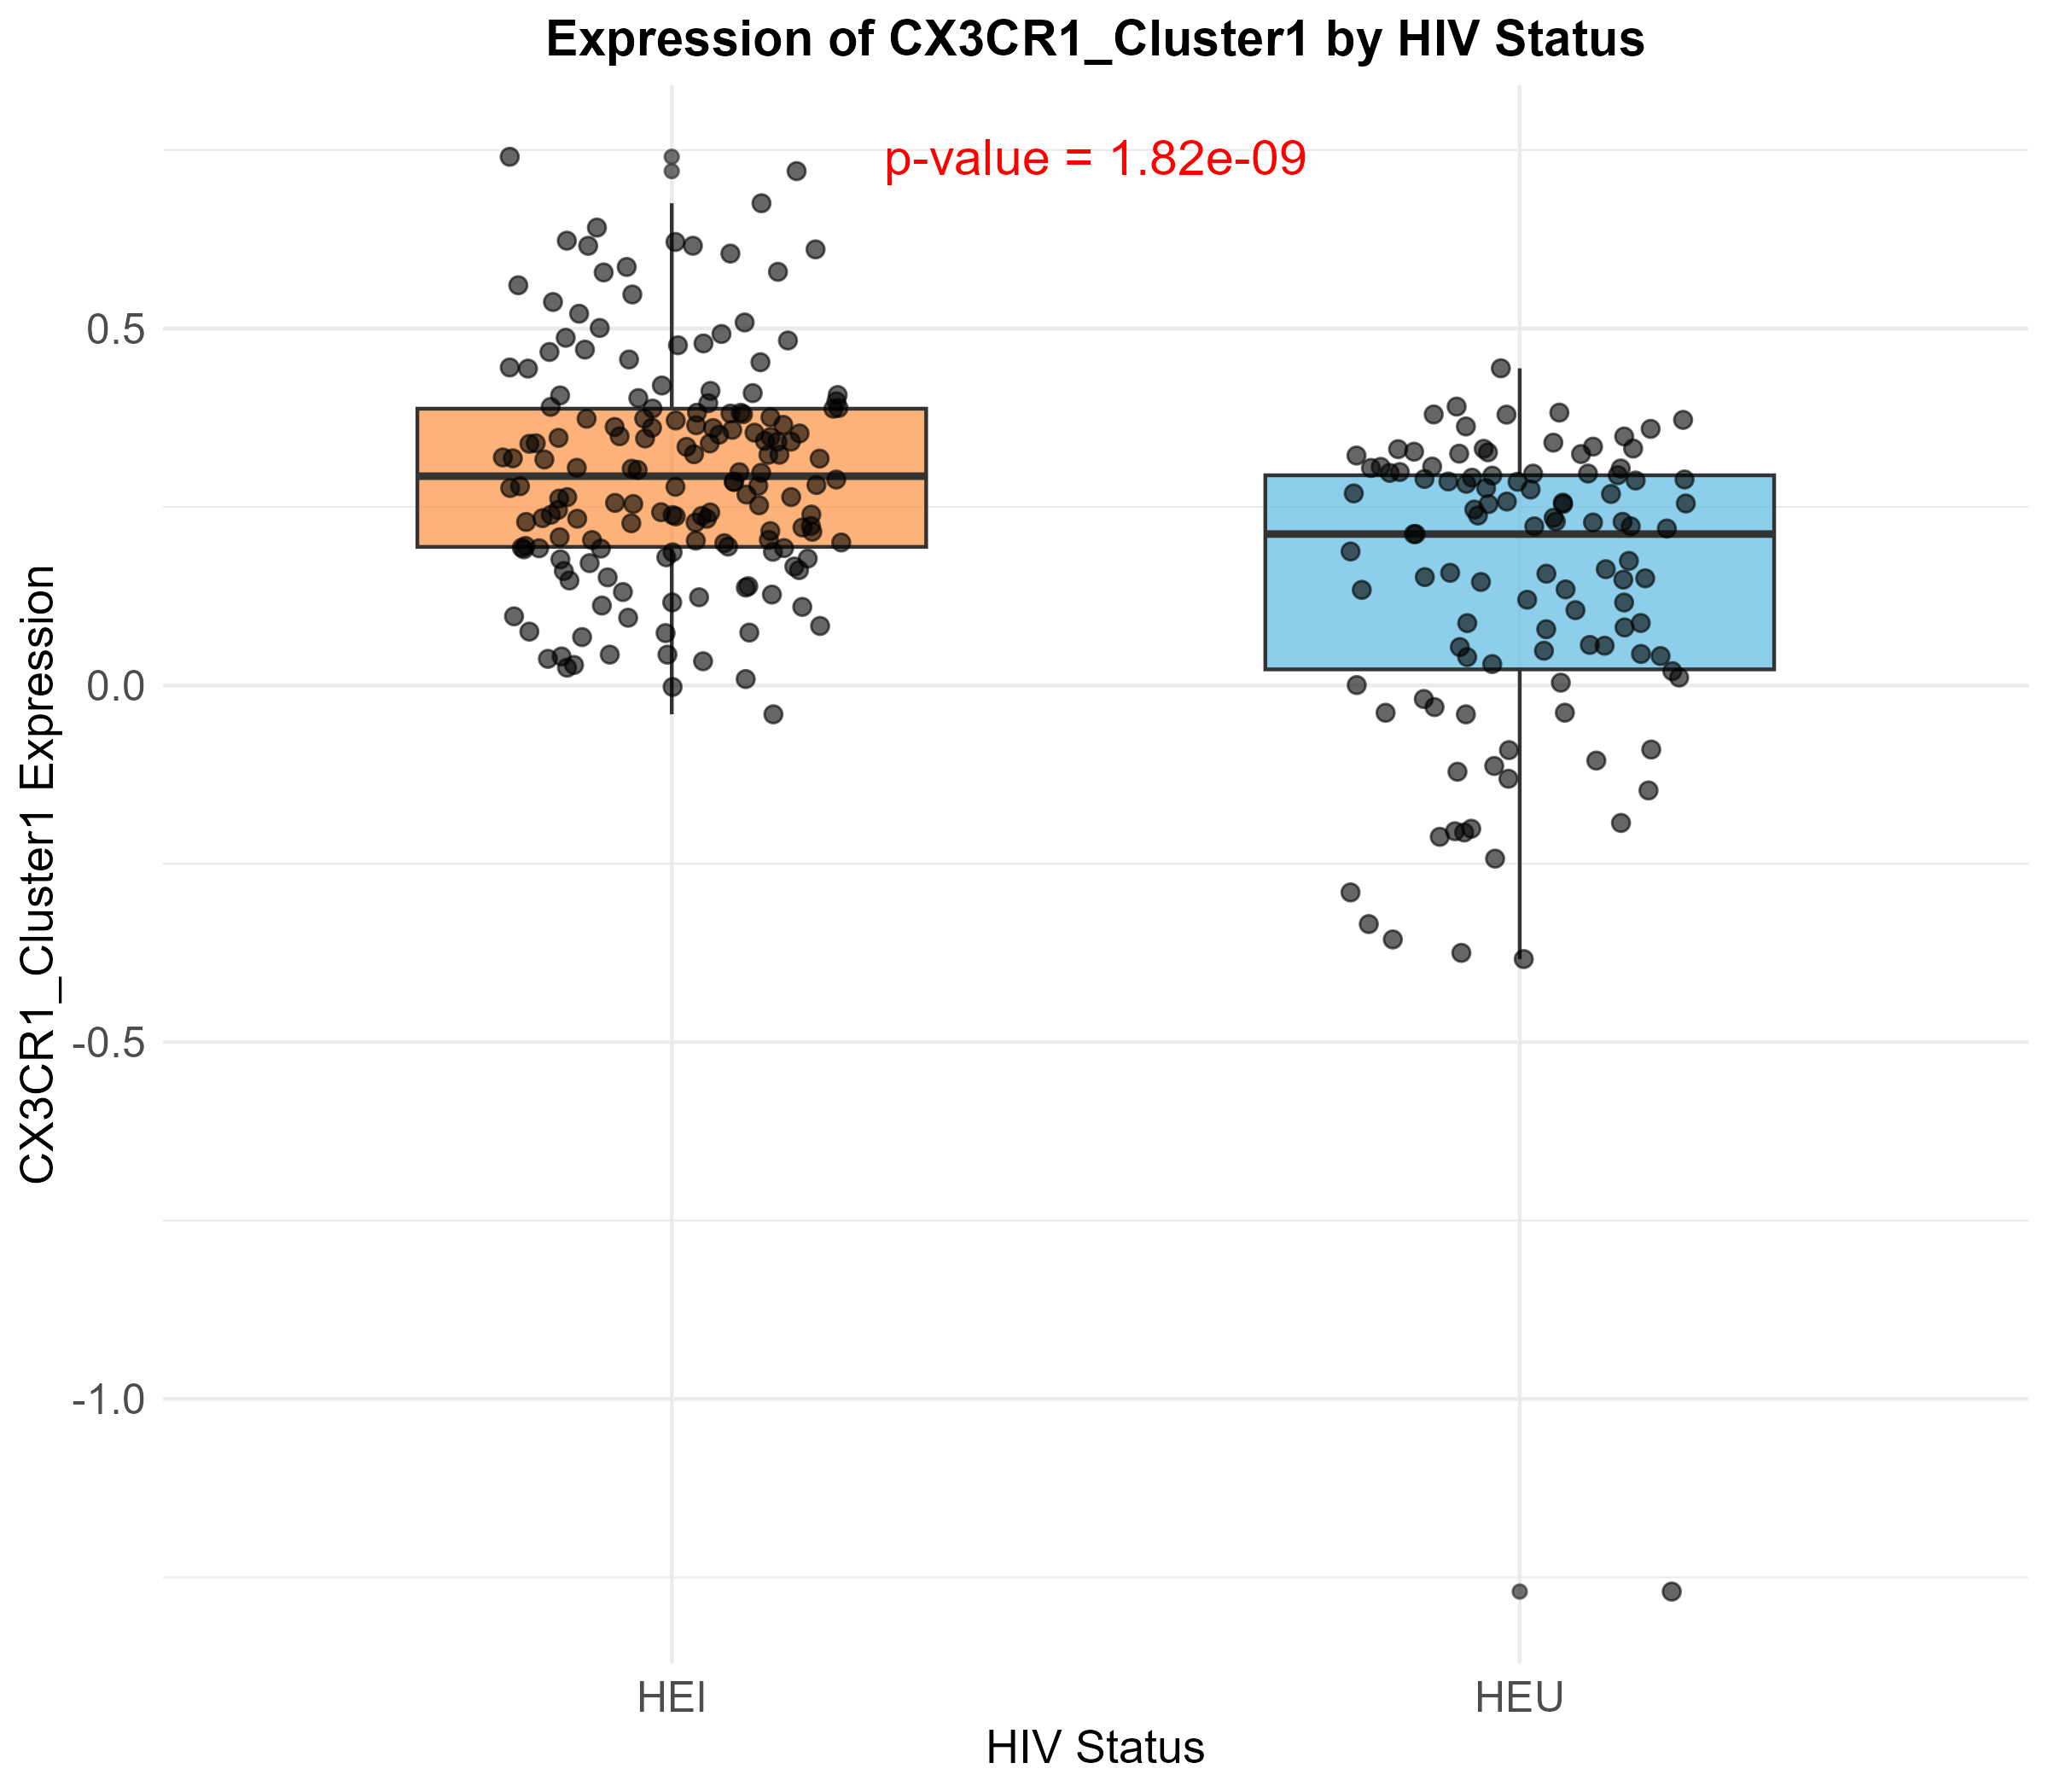 Expression of CX3CR1_Cluster1 by HIV Status
p-value = 1.82e-09
CX3CR1_Cluster1 Expression
0.5
0.0
-0.5
-1.0
HEI
HEU
HIV Status